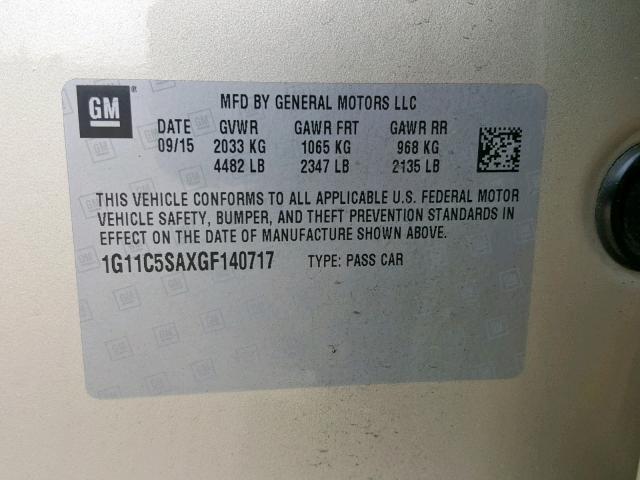 GM
MFD BY GENERAL MOTORS LLC
DATE GVWR GAWR FRT GAWR RR
09/15 2033 KG 1065 KG 968 KG
4482 LB 2347 LB 2135 LB
THIS VEHICLE CONFORMS TO ALL APPLICABLE U.S. FEDERAL MOTOR
VEHICLE SAFETY, BUMPER, AND THEFT PREVENTION STANDARDS IN
EFFECT ON THE DATE OF MANUFACTURE SHOWN ABOVE.
1G11C5SAXGF140717 TYPE: PASS CAR